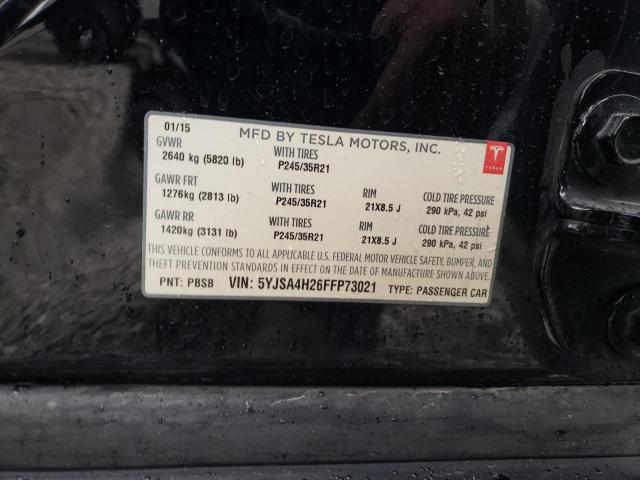 01/15 MFD BY TESLA MOTORS, INC.
GVWR WITH TIRES
2640 kg (5820 lb) P245/35R21
TESLA
GAWR FRT WITH TIRES RIM COLD TIRE PRESSURE
1276kg (2813 lb) P245/35R21 21X8.5 J 290 kPa, 42 psi
GAWR RR WITH TIRES RIM COLD TIRE PRESSURE
1420kg (3131 lb) P245/35R21 21X8.5 J 290 kPa, 42 psi
THIS VEHICLE CONFORMS TO ALL APPLICABLE U.S. FEDERAL MOTOR VEHICLE SAFETY, BUMPER, AND
THEFT PREVENTION STANDARDS IN EFFECT ON THE DATE OF MANUFACTURE SHOWN ABOVE.
PNT: PBSB VIN: 5YJSA4H26FFP73021 TYPE: PASSENGER CAR